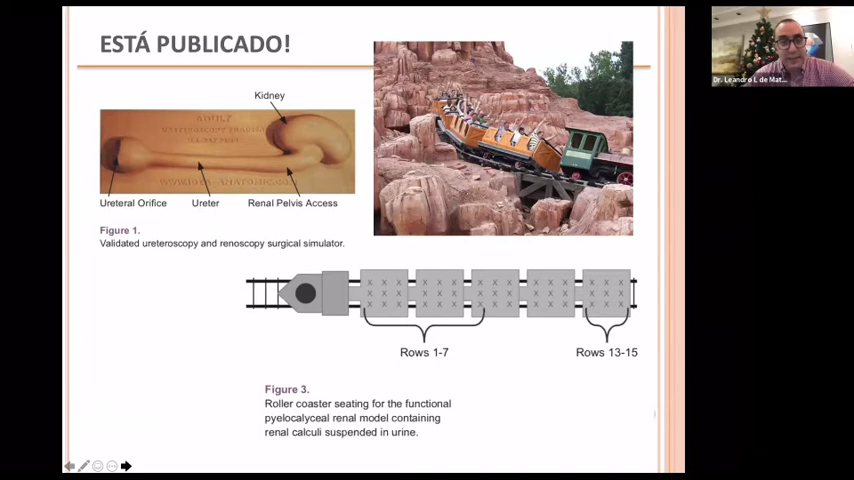 ESTÁ PUBLICADO!
Dr. Leandro L de Mat...
Kidney
ADULT
Ureteral Orifice Ureter Renal Pelvis Access
Figure 1.
Validated ureteroscopy and renoscopy surgical simulator.
Rows 1-7 Rows 13-15
Figure 3.
Roller coaster seating for the functional
pyelocalyceal renal model containing
renal calculi suspended in urine.